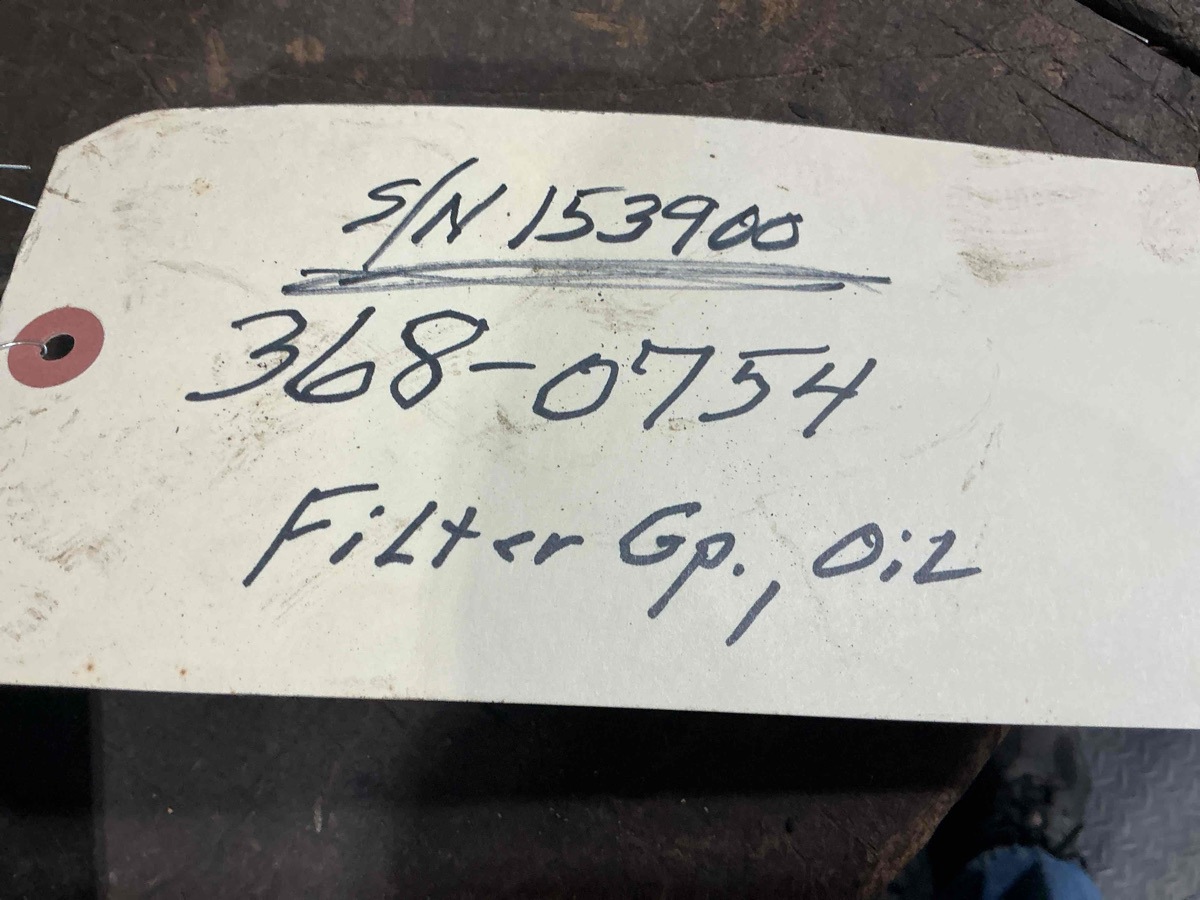 S/N 153900
368-0754
Filter Gp., Oil